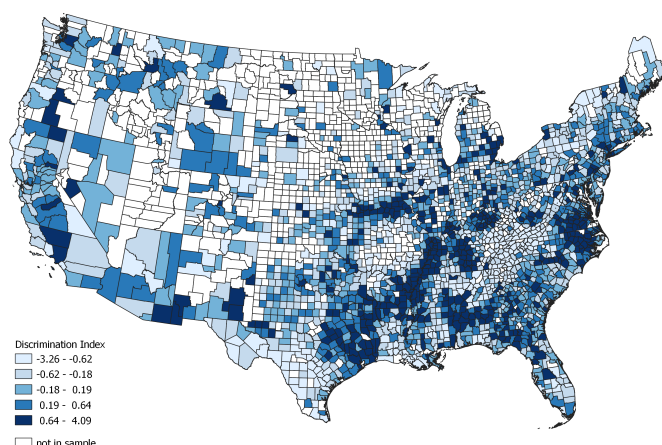 Discrimination Index
-3.26 - -0.62
-0.62 - -0.18
-0.18 - 0.19
0.19 - 0.64
0.64 - 4.09
not in sample